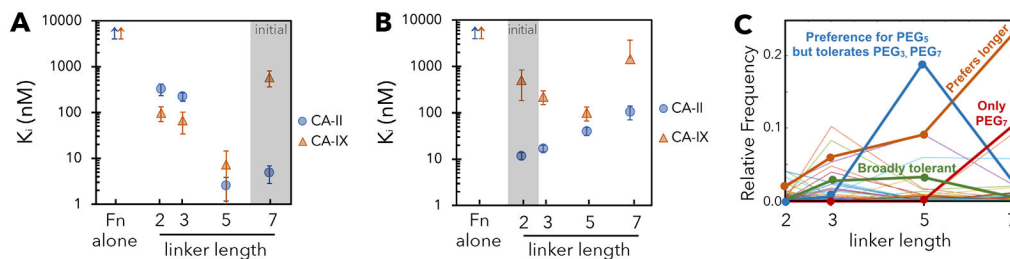 A
10000
1000
100
10
1
Kᵢ (nM)
initial
CA-II
CA-IX
Fn
alone
2 3 5 7
linker length
B
10000
1000
100
10
1
Kᵢ (nM)
initial
CA-II
CA-IX
Fn
alone
2 3 5 7
linker length
C
Relative Frequency
0.2
0.1
0.0
Preference for PEG₅
but tolerates PEG₃, PEG₇
Prefers longer
Only
PEG₇
Broadly tolerant
2 3 5 7
linker length